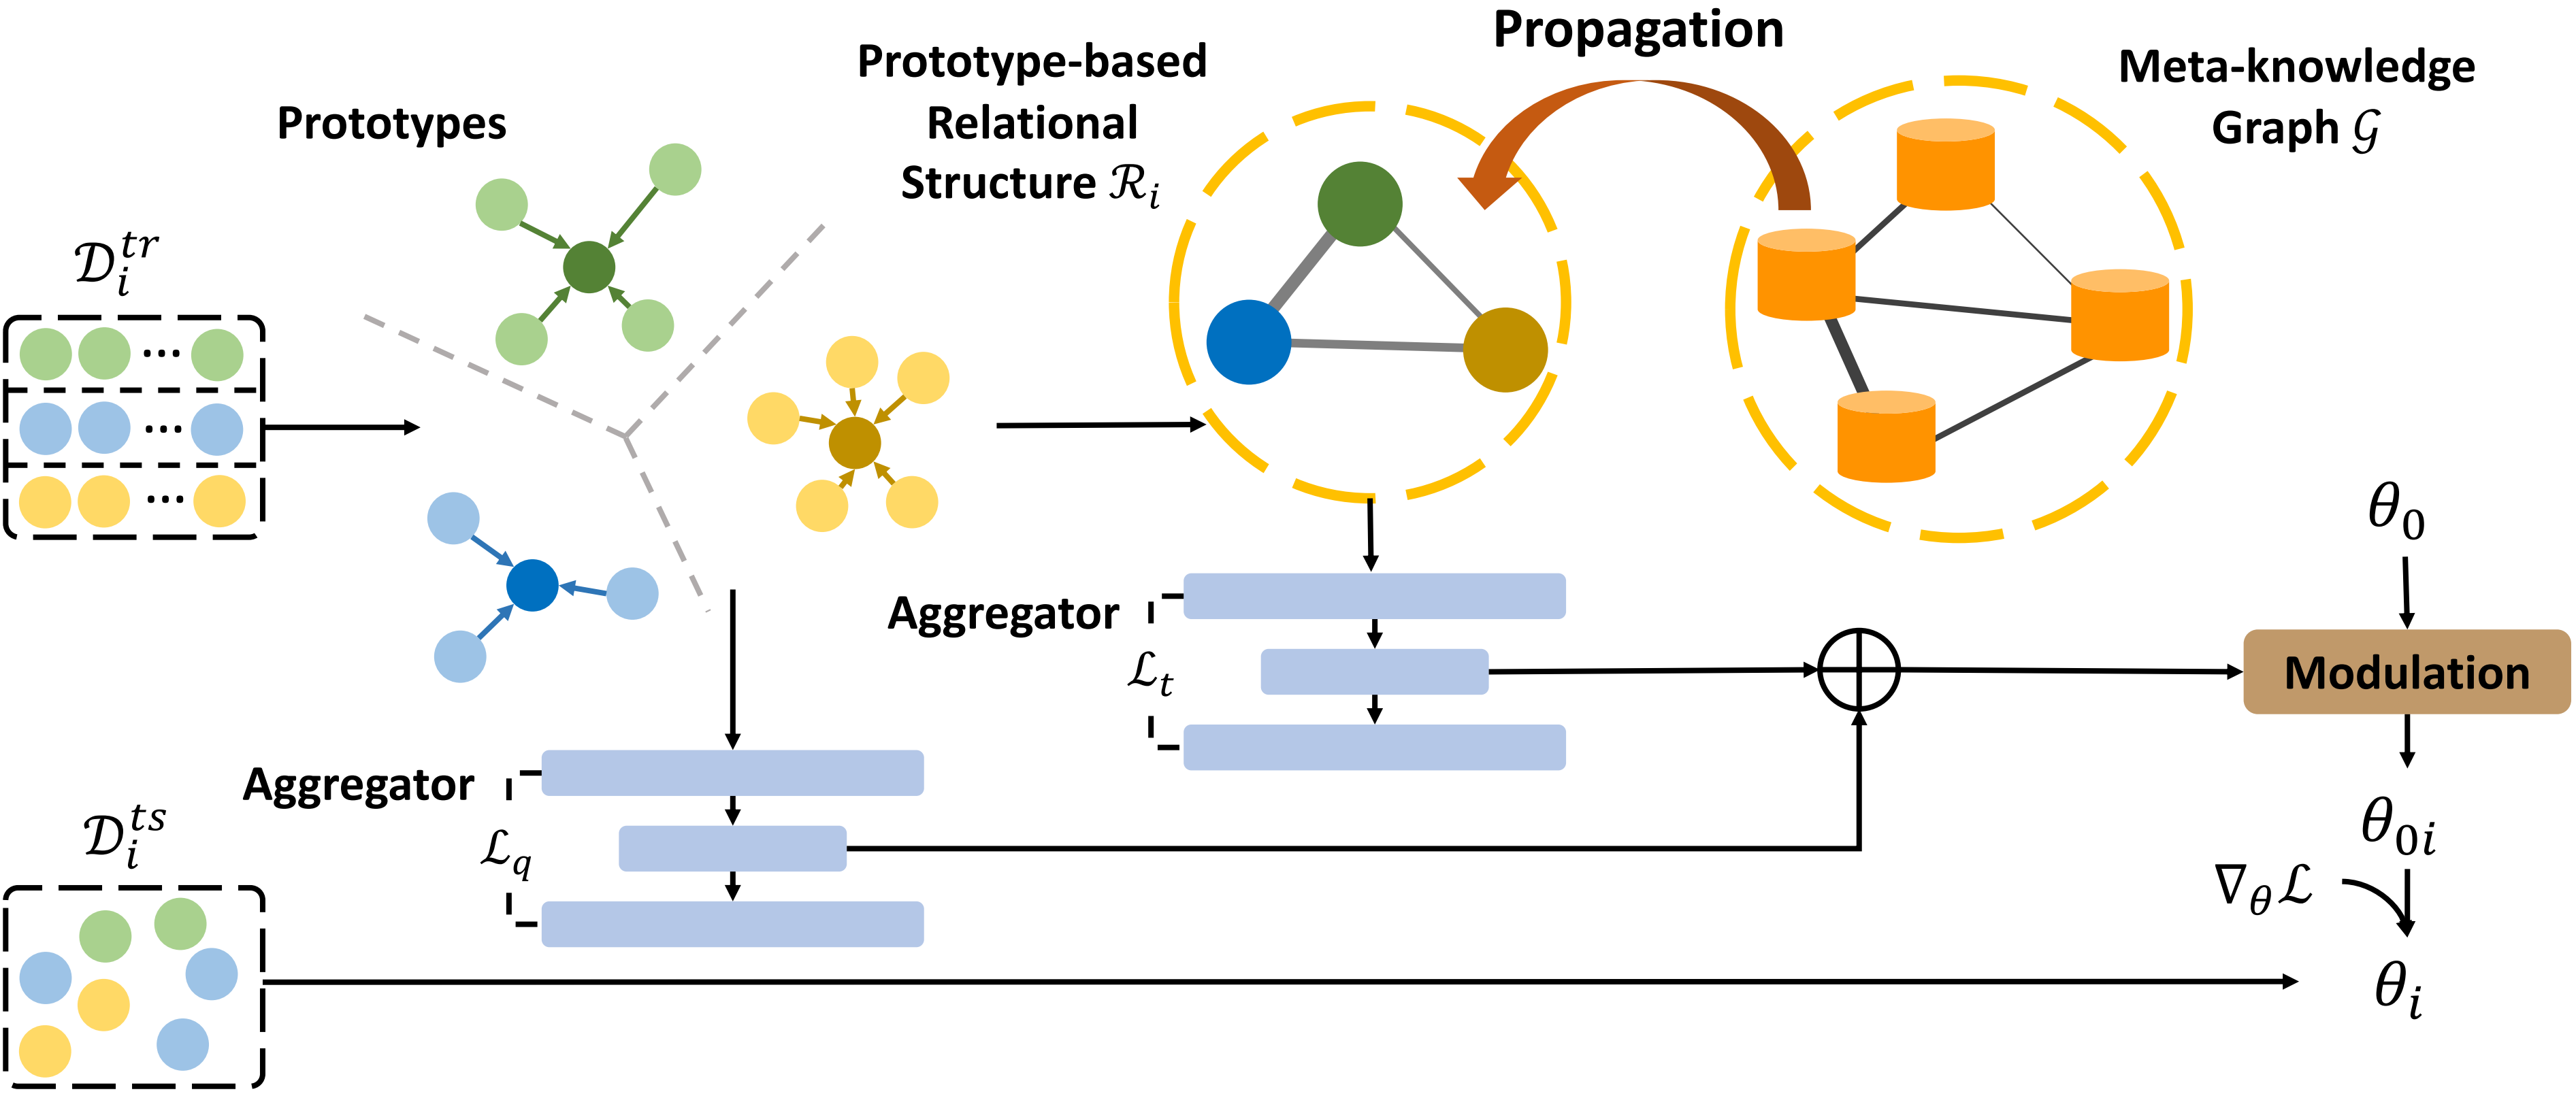 Propagation
Prototype-based
Relational
Structure ℛᵢ
Meta-knowledge
Graph 𝒢
Prototypes
𝒟ᵢᵗʳ
θ₀
Aggregator
ℒₜ
Modulation
Aggregator
ℒ_q
𝒟ᵢᵗˢ
θ₀ᵢ
∇_θℒ
θᵢ